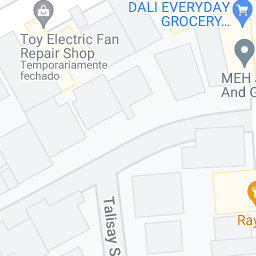 DALI EVERYDAY
GROCERY...
Toy Electric Fan
Repair Shop
Temporariamente
fechado
MEH
And G
Talisay S
Ray